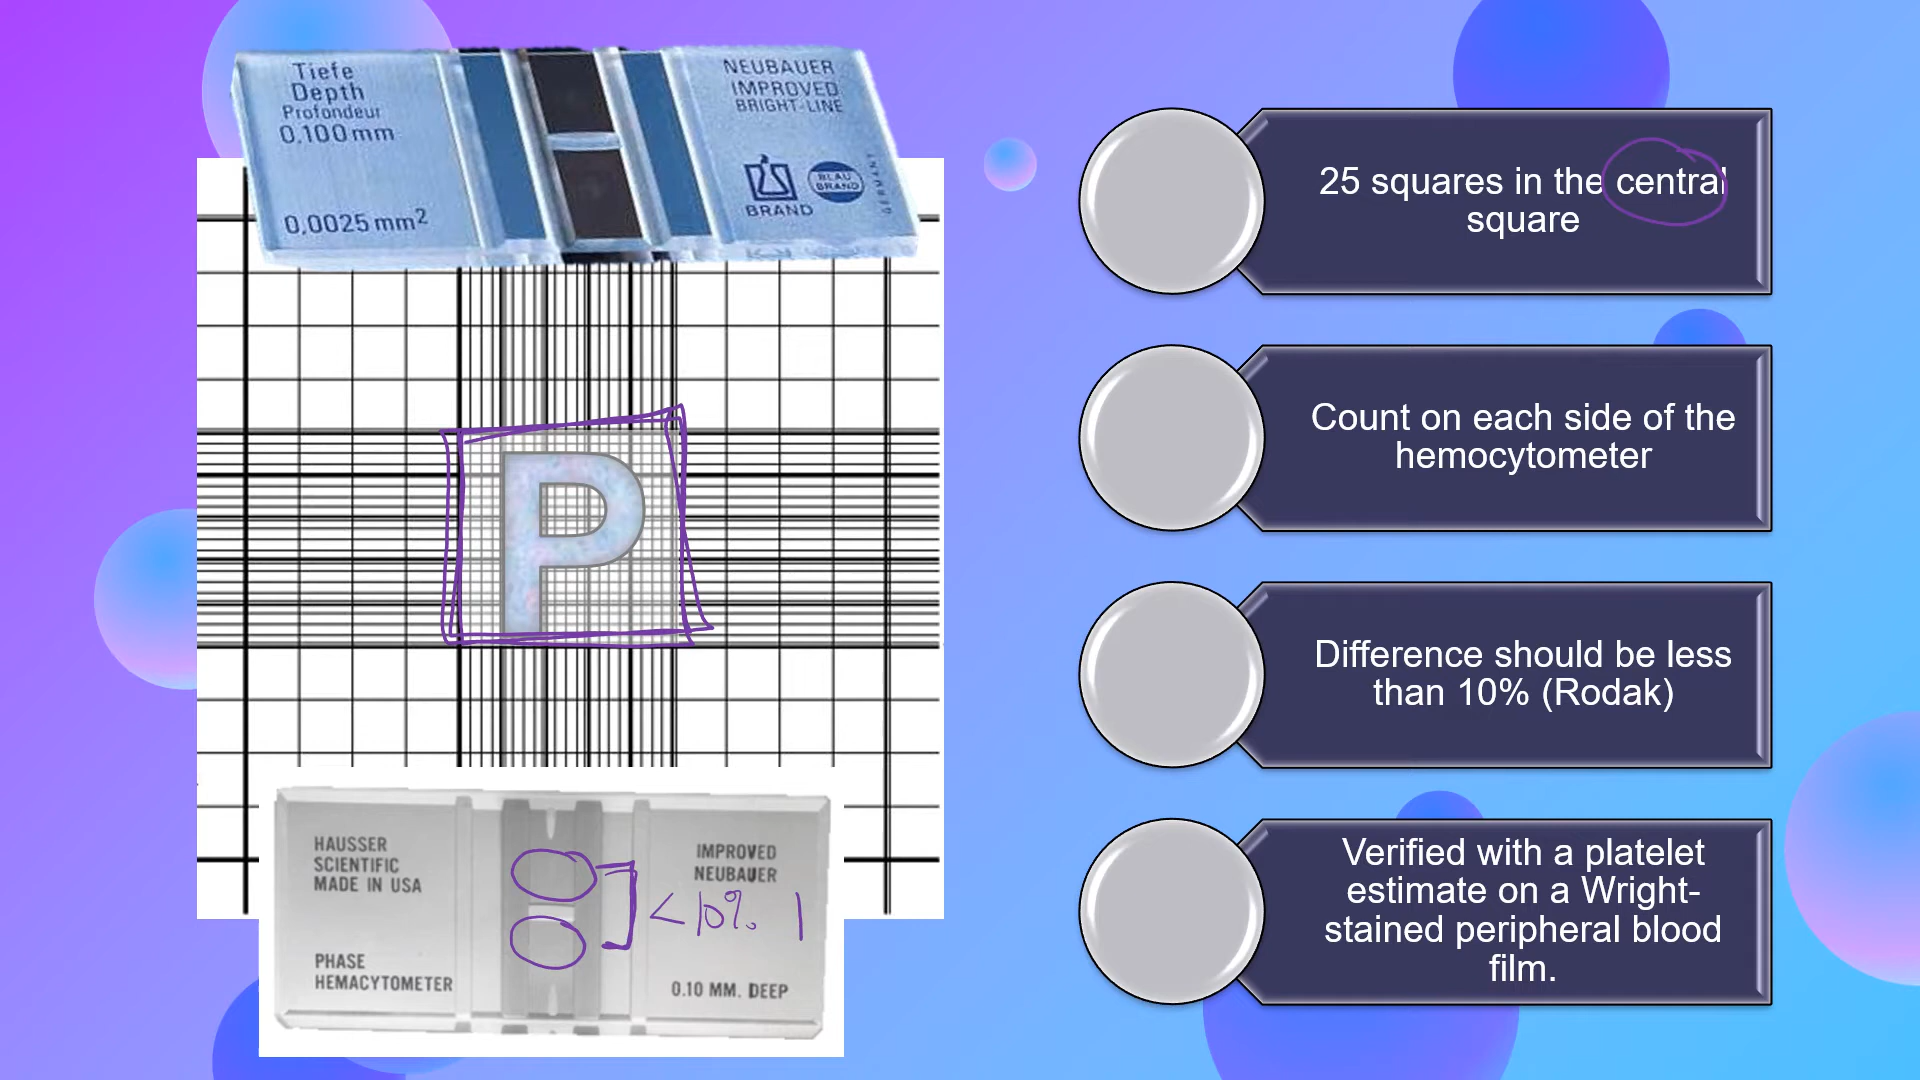 Tiefe
Depth
Profondeur
0,100 mm
0,0025 mm²
NEUBAUER
IMPROVED
BRIGHT-LINE
BLAU
BRAND
BRAND
GERMANY
P
HAUSSER
SCIENTIFIC
MADE IN USA
PHASE
HEMACYTOMETER
IMPROVED
NEUBAUER
<10%
0.10 MM. DEEP
25 squares in the central
square
Count on each side of the
hemocytometer
Difference should be less
than 10% (Rodak)
Verified with a platelet
estimate on a Wright-
stained peripheral blood
film.